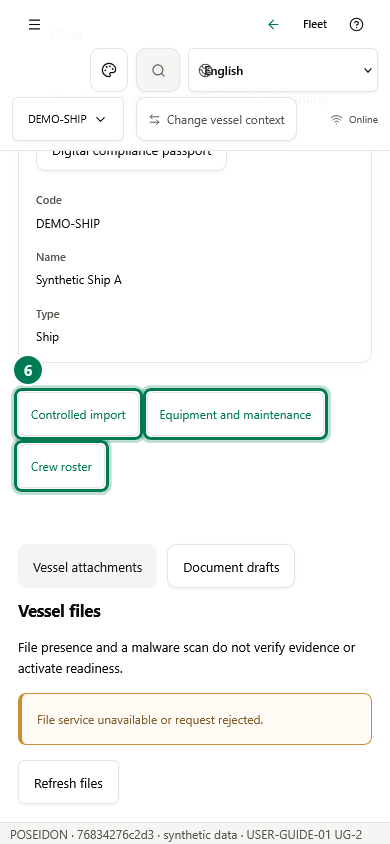 Close
Fleet
English
DEMO-SHIP
Change vessel context
Online
Digital compliance passport
Code
DEMO-SHIP
Name
Synthetic Ship A
Type
Ship
6
Controlled import
Equipment and maintenance
Crew roster
Vessel attachments
Document drafts
Vessel files
File presence and a malware scan do not verify evidence or
activate readiness.
File service unavailable or request rejected.
Refresh files
POSEIDON · 76834276c2d3 · synthetic data · USER-GUIDE-01 UG-2